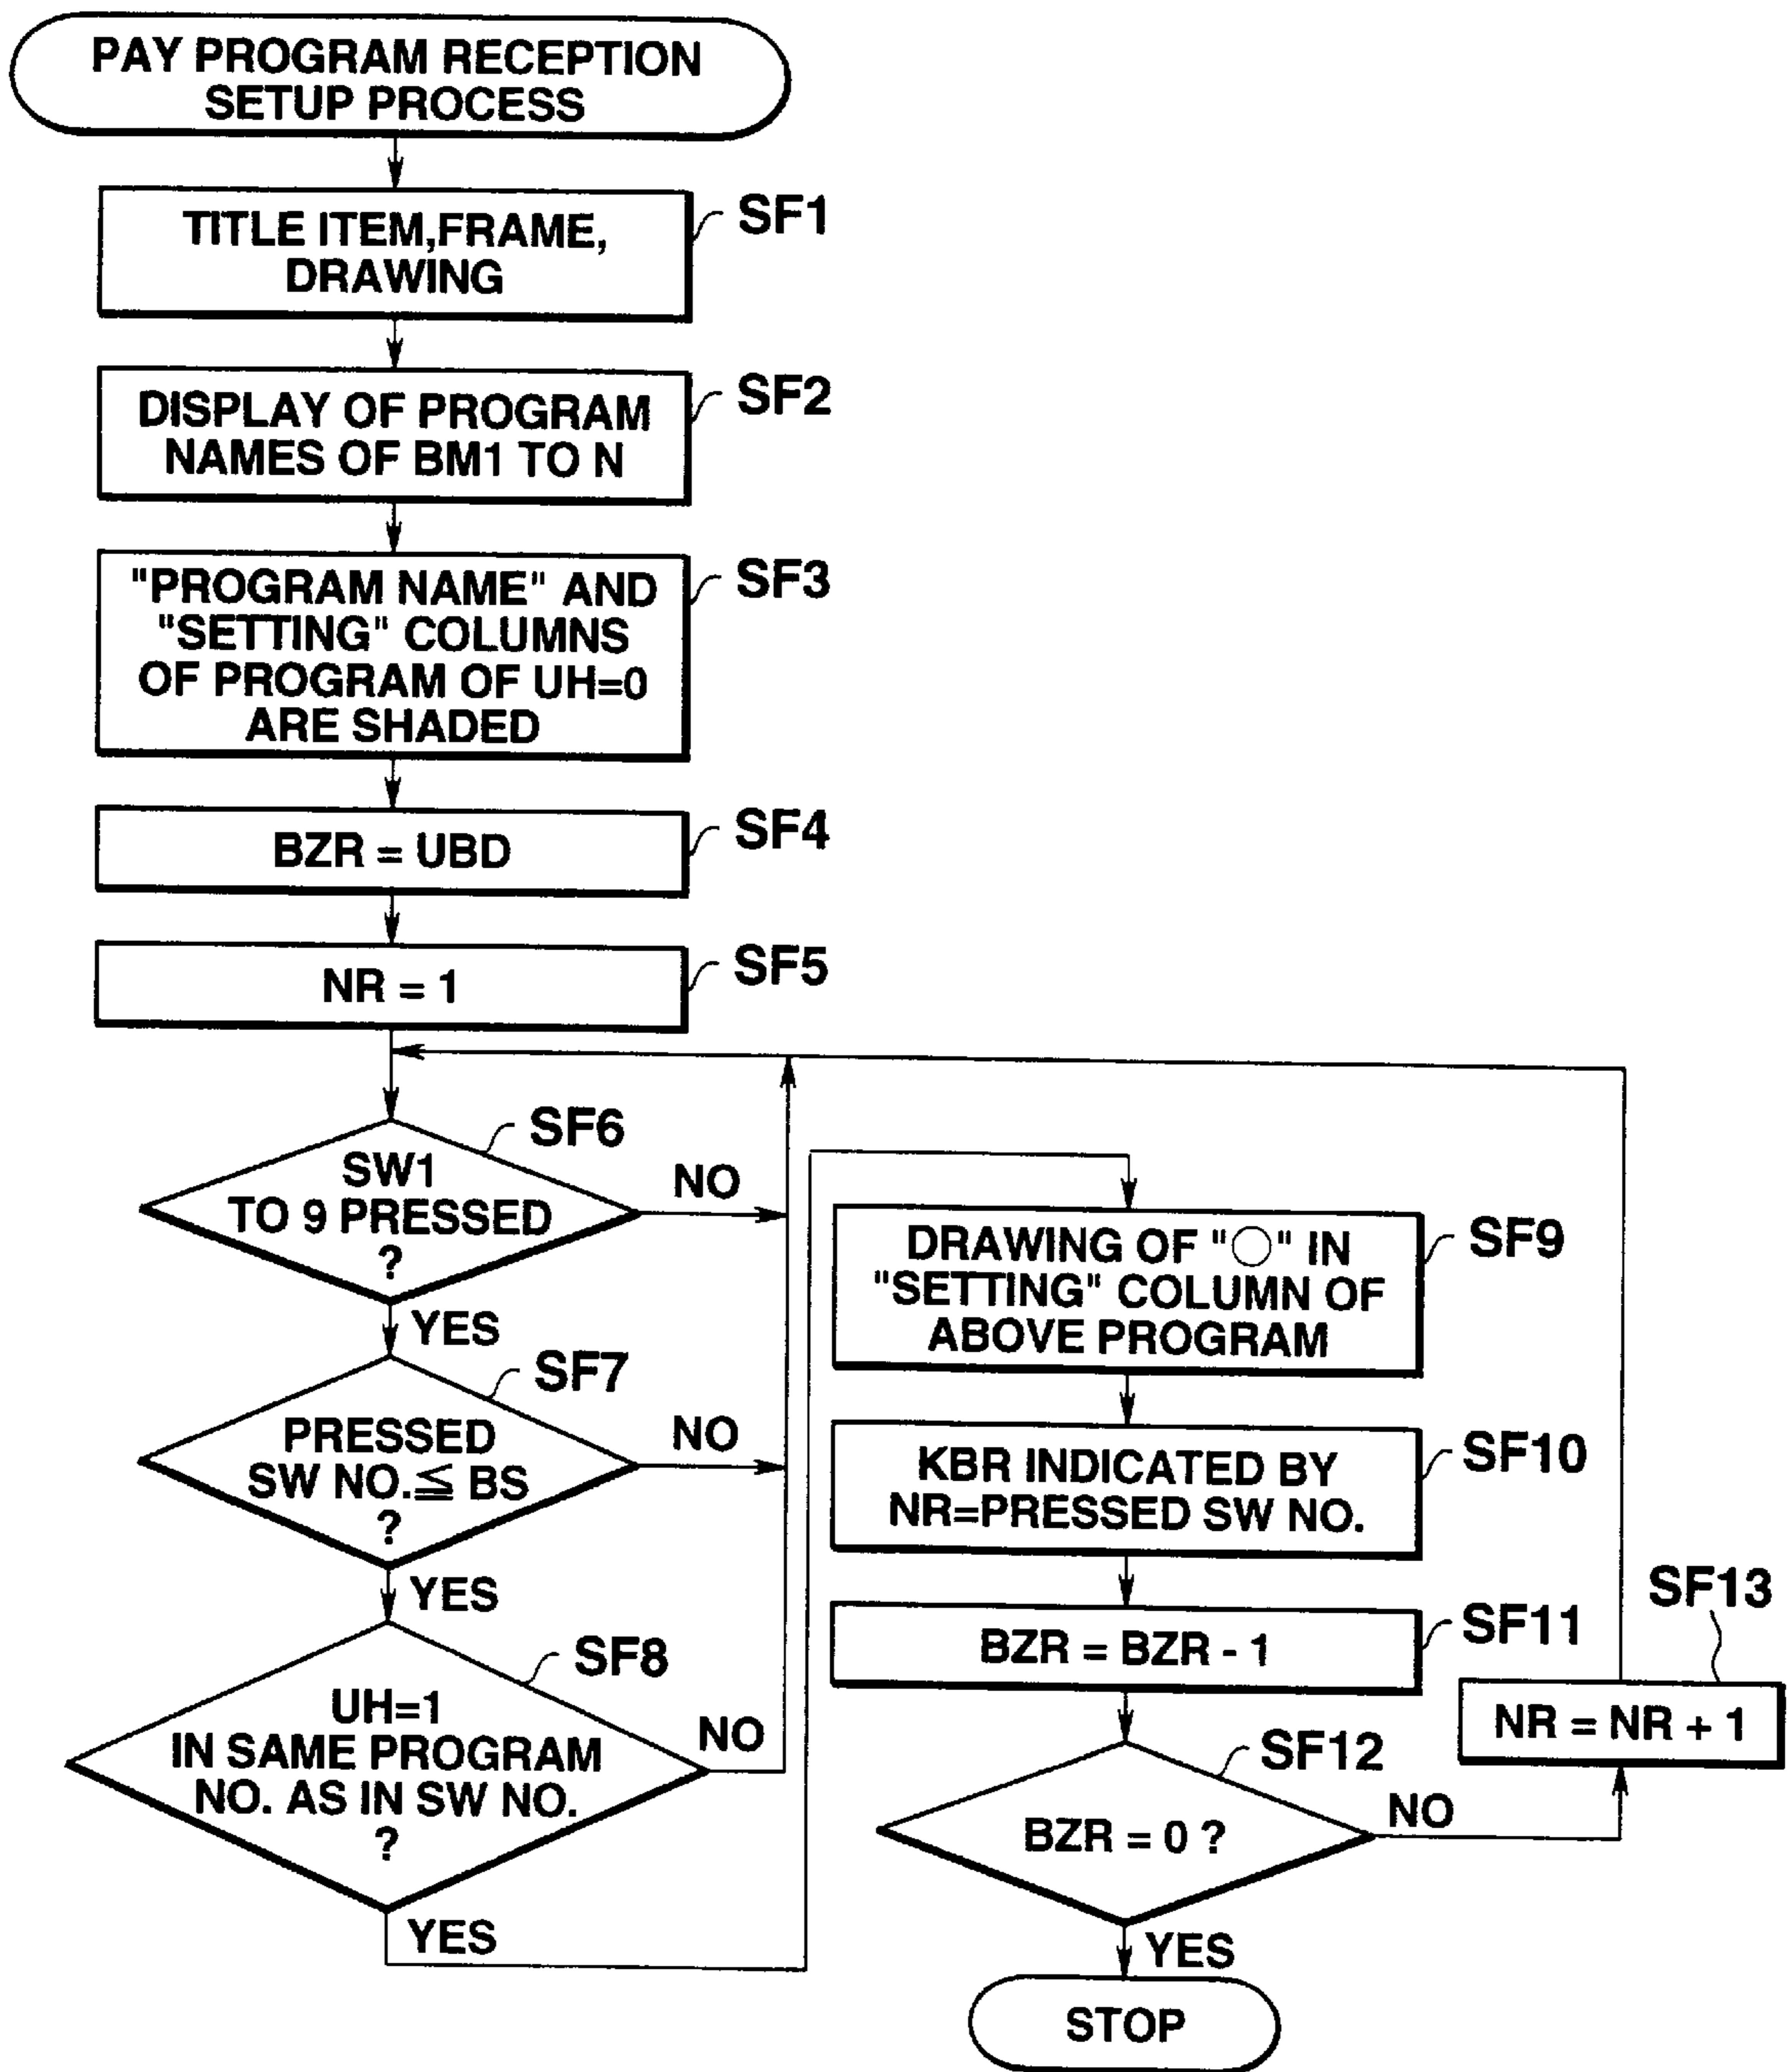 PAY PROGRAM RECEPTION
SETUP PROCESS
SF1
TITLE ITEM,FRAME,
DRAWING
SF2
DISPLAY OF PROGRAM
NAMES OF BM1 TO N
SF3
"PROGRAM NAME" AND
"SETTING" COLUMNS
OF PROGRAM OF UH=0
ARE SHADED
SF4
BZR = UBD
SF5
NR = 1
SF6
SW1
TO 9 PRESSED
?
NO
YES
SF7
PRESSED
SW NO.≦ BS
?
NO
YES
SF8
UH=1
IN SAME PROGRAM
NO. AS IN SW NO.
?
NO
YES
SF9
DRAWING OF "○" IN
"SETTING" COLUMN OF
ABOVE PROGRAM
SF10
KBR INDICATED BY
NR=PRESSED SW NO.
SF11
BZR = BZR - 1
SF12
BZR = 0 ?
NO
SF13
NR = NR + 1
YES
STOP